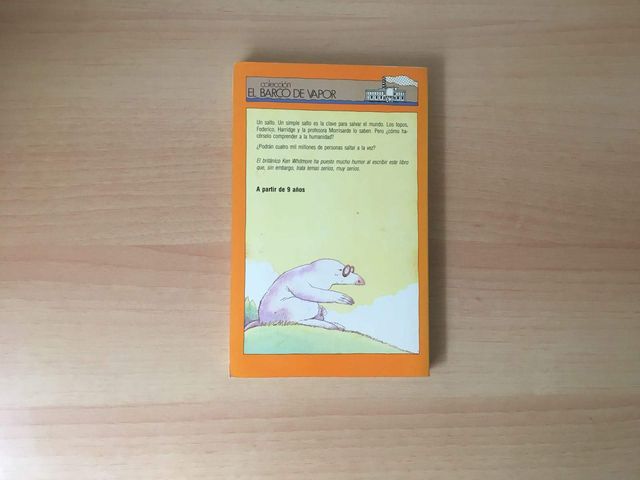 colección
EL BARCO DE VAPOR
Un salto. Un simple salto es la clave para salvar el mundo. Los topos,
Federico, Harridge y la profesora Morrisarde lo saben. Pero ¿cómo ha-
cérselo comprender a la humanidad?
¿Podrán cuatro mil millones de personas saltar a la vez?
El británico Ken Whitmore ha puesto mucho humor al escribir este libro
que, sin embargo, trata temas serios, muy serios.
A partir de 9 años